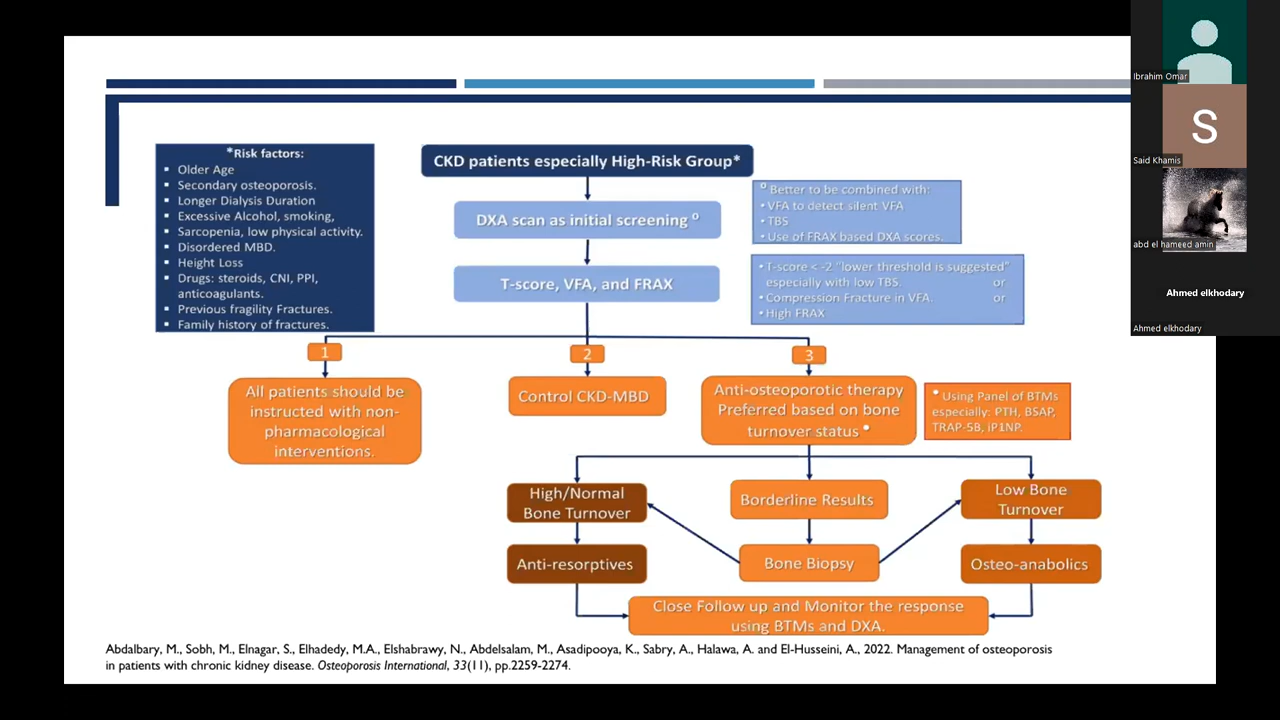 *Risk factors:
▪ Older Age
▪ Secondary osteoporosis.
▪ Longer Dialysis Duration
▪ Excessive Alcohol, smoking,
▪ Sarcopenia, low physical activity.
▪ Disordered MBD.
▪ Height Loss
▪ Drugs: steroids, CNI, PPI,
anticoagulants.
▪ Previous fragility Fractures.
▪ Family history of fractures.
CKD patients especially High-Risk Group*
DXA scan as initial screening º
º Better to be combined with:
• VFA to detect silent VFA
• TBS
• Use of FRAX based DXA scores.
T-score, VFA, and FRAX
• T-score < -2 "lower threshold is suggested"
especially with low TBS. or
• Compression Fracture in VFA. or
• High FRAX
1
2
3
All patients should be
instructed with non-
pharmacological
interventions.
Control CKD-MBD
Anti-osteoporotic therapy
Preferred based on bone
turnover status •
• Using Panel of BTMs
especially: PTH, BSAP,
TRAP-5B, iP1NP.
High/Normal
Bone Turnover
Borderline Results
Low Bone
Turnover
Anti-resorptives
Bone Biopsy
Osteo-anabolics
Close Follow up and Monitor the response
using BTMs and DXA.
Abdalbary, M., Sobh, M., Elnagar, S., Elhadedy, M.A., Elshabrawy, N., Abdelsalam, M., Asadipooya, K., Sabry, A., Halawa, A. and El-Husseini, A., 2022. Management of osteoporosis
in patients with chronic kidney disease. Osteoporosis International, 33(11), pp.2259-2274.
Ibrahim Omar
S
Said Khamis
abd el hameed amin
Ahmed elkhodary
Ahmed elkhodary